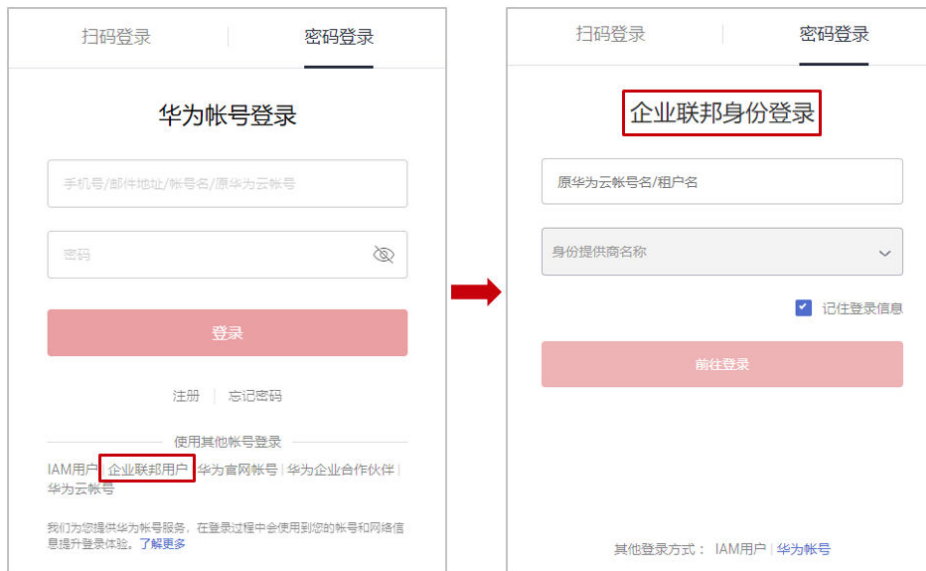 扫码登录
密码登录
华为帐号登录
手机号/邮件地址/帐号名/原华为云帐号
密码
登录
注册 | 忘记密码
使用其他帐号登录
IAM用户 | 企业联邦用户 | 华为官网帐号 | 华为企业合作伙伴 |
华为云帐号
我们为您提供华为帐号服务，在登录过程中会使用到您的帐号和网络信
息提升登录体验。了解更多
扫码登录
密码登录
企业联邦身份登录
原华为云帐号名/租户名
身份提供商名称
记住登录信息
前往登录
其他登录方式： IAM用户 | 华为帐号